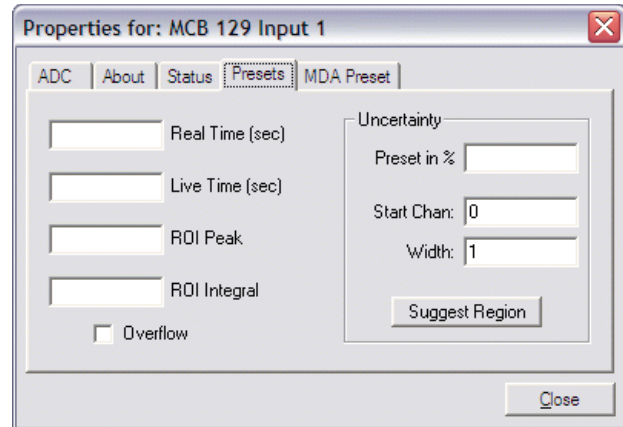 Properties for: MCB 129 Input 1
ADC About Status Presets MDA Preset
Real Time (sec)
Live Time (sec)
ROI Peak
ROI Integral
Overflow
Uncertainty
Preset in %
Start Chan: 0
Width: 1
Suggest Region
Close